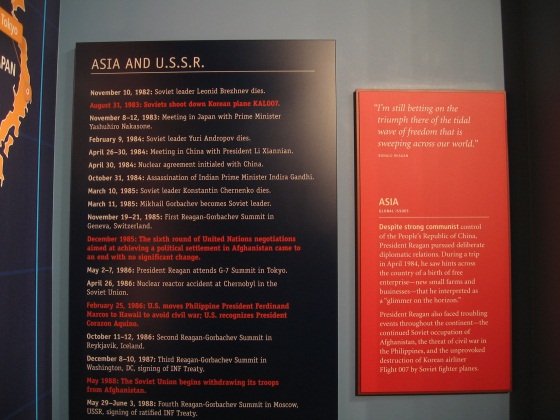 Tokyo
PAN
ASIA AND U.S.S.R.
November 10, 1982: Soviet leader Leonid Brezhnev dies.
August 31, 1983: Soviets shoot down Korean plane KAL007.
November 8–12, 1983: Meeting in Japan with Prime Minister
Yashuhiro Nakasone.
February 9, 1984: Soviet leader Yuri Andropov dies.
April 26–30, 1984: Meeting in China with President Li Xiannian.
April 30, 1984: Nuclear agreement initialed with China.
October 31, 1984: Assassination of Indian Prime Minister Indira Gandhi.
March 10, 1985: Soviet leader Konstantin Chernenko dies.
March 11, 1985: Mikhail Gorbachev becomes Soviet leader.
November 19–21, 1985: First Reagan-Gorbachev Summit in
Geneva, Switzerland.
December 1985: The sixth round of United Nations negotiations
aimed at achieving a political settlement in Afghanistan came to
an end with no significant change.
May 2–7, 1986: President Reagan attends G-7 Summit in Tokyo.
April 26, 1986: Nuclear reactor accident at Chernobyl in the
Soviet Union.
February 25, 1986: U.S. moves Philippine President Ferdinand
Marcos to Hawaii to avoid civil war; U.S. recognizes President
Corazon Aquino.
October 11–12, 1986: Second Reagan-Gorbachev Summit in
Reykjavik, Iceland.
December 8–10, 1987: Third Reagan-Gorbachev Summit in
Washington, DC, signing of INF Treaty.
May 1988: The Soviet Union begins withdrawing its troops
from Afghanistan.
May 29–June 3, 1988: Fourth Reagan-Gorbachev Summit in Moscow,
USSR, signing of ratified INF Treaty.
"I'm still betting on the
triumph there of the tidal
wave of freedom that is
sweeping across our world."
RONALD REAGAN
ASIA
GLOBAL ISSUES
Despite strong communist control
of the People's Republic of China,
President Reagan pursued deliberate
diplomatic relations. During a trip
in April 1984, he saw hints across
the country of a birth of free
enterprise—new small farms and
businesses—that he interpreted as
a "glimmer on the horizon."
President Reagan also faced troubling
events throughout the continent—the
continued Soviet occupation of
Afghanistan, the threat of civil war in
the Philippines, and the unprovoked
destruction of Korean airliner
Flight 007 by Soviet fighter planes.